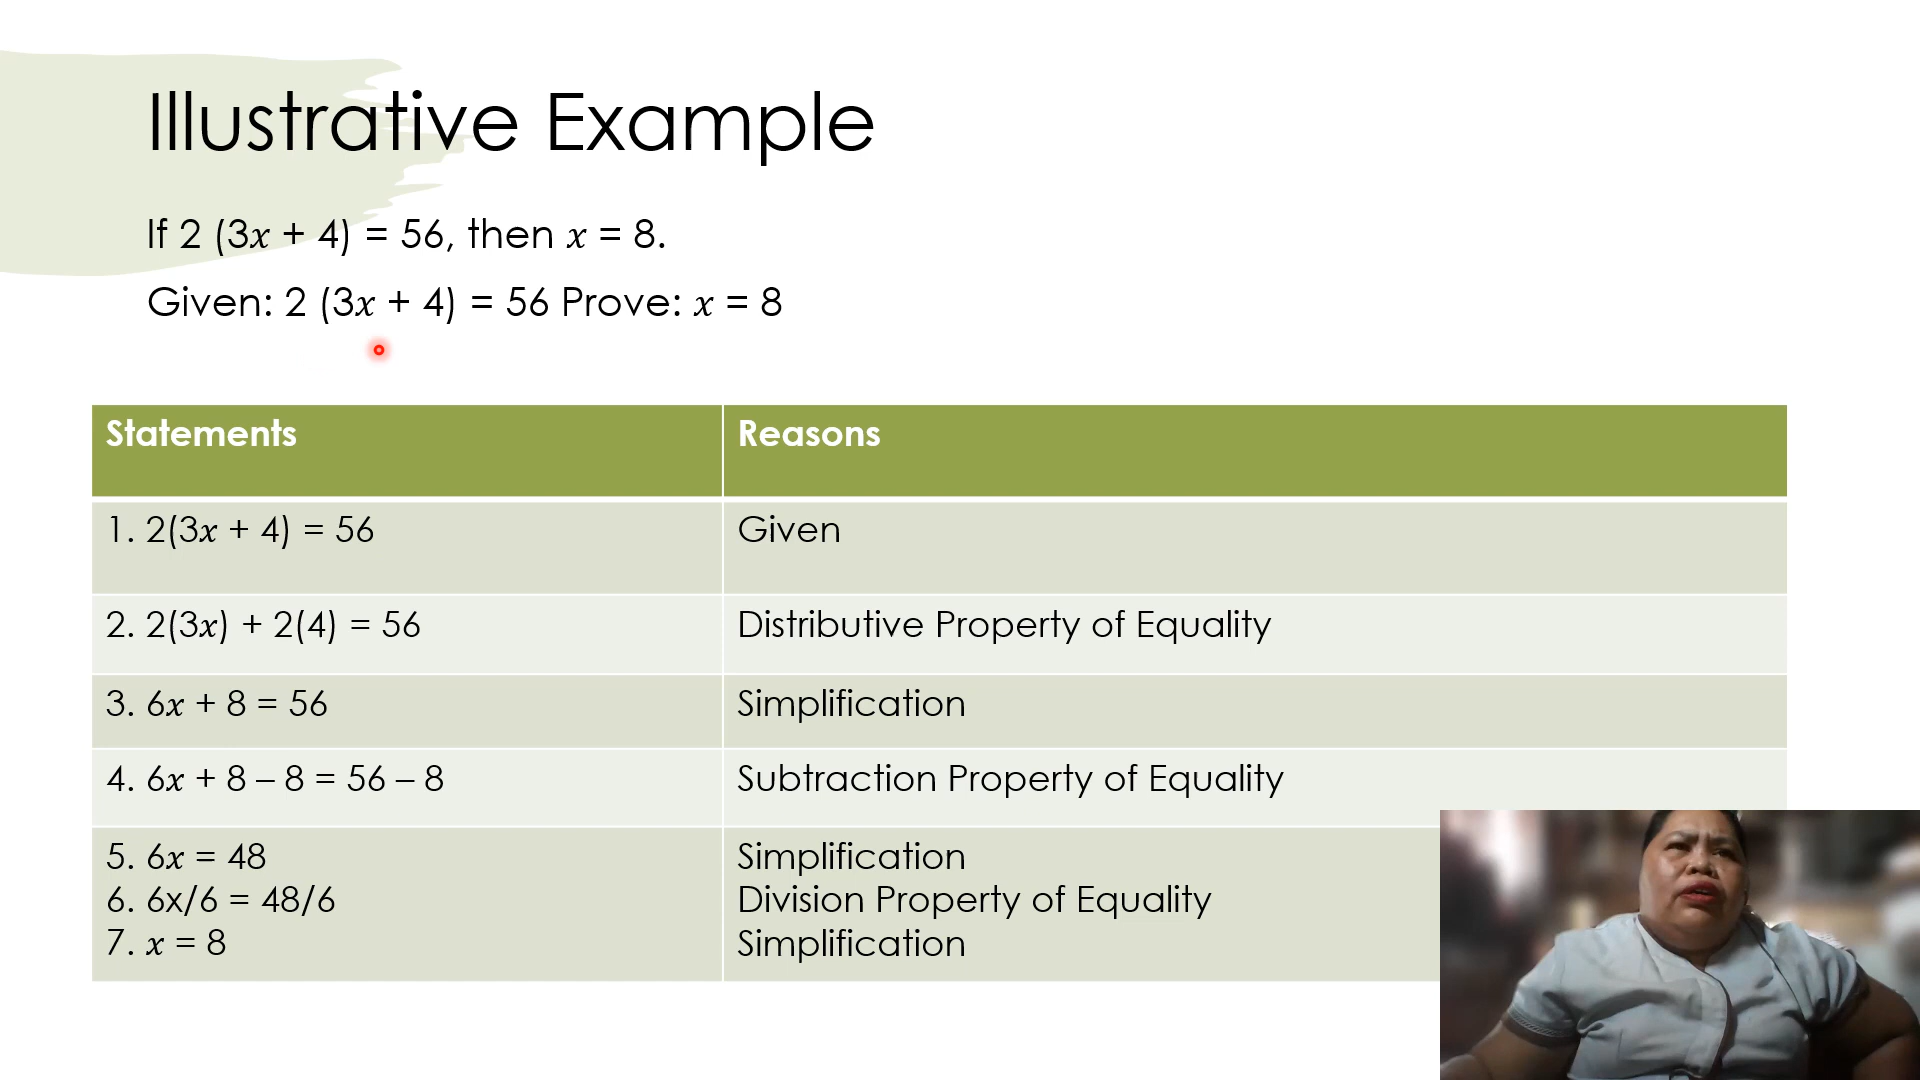 Illustrative Example
If 2 (3x + 4) = 56, then x = 8.
Given: 2 (3x + 4) = 56 Prove: x = 8
Statements
Reasons
1. 2(3x + 4) = 56
Given
2. 2(3x) + 2(4) = 56
Distributive Property of Equality
3. 6x + 8 = 56
Simplification
4. 6x + 8 – 8 = 56 – 8
Subtraction Property of Equality
5. 6x = 48
Simplification
6. 6x/6 = 48/6
Division Property of Equality
7. x = 8
Simplification